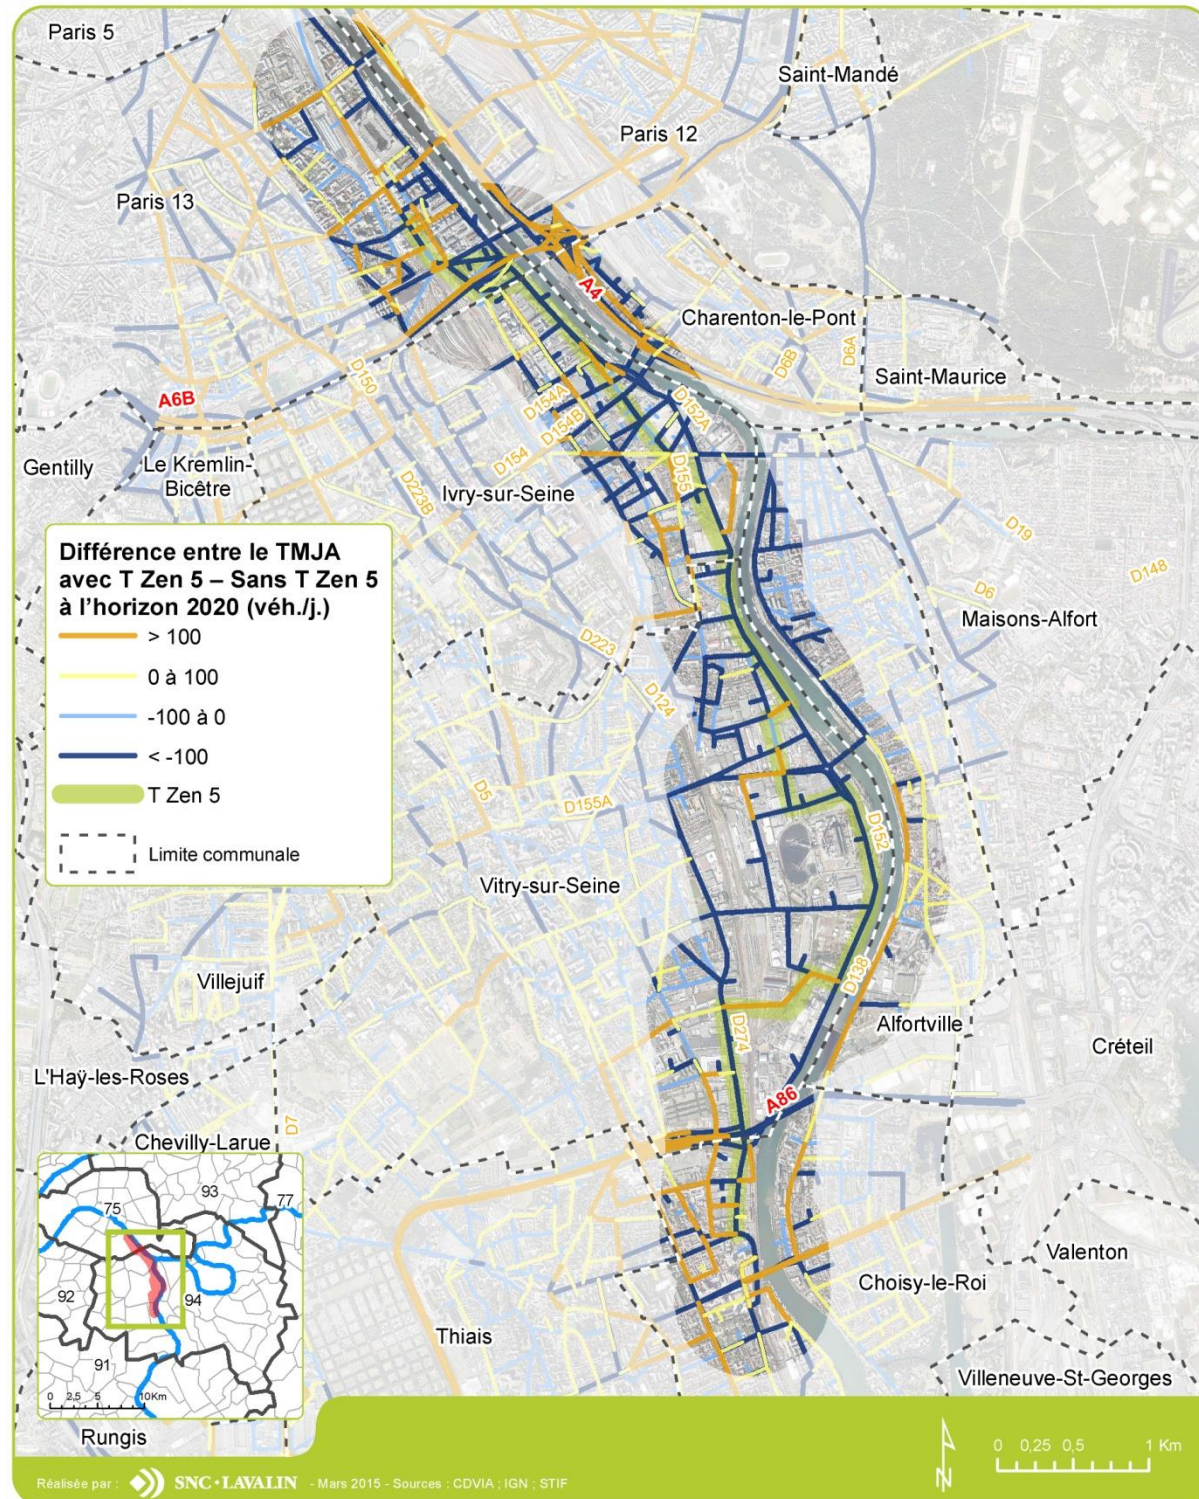 Paris 5
Saint-Mandé
Paris 12
Paris 13
A4
Charenton-le-Pont
D6B
D6A
Saint-Maurice
D150
A6B
D154A
D154B
D152A
D154
Gentilly
Le Kremlin-
Bicêtre
D223B
Ivry-sur-Seine
D155
D19
D148
D6
Maisons-Alfort
Différence entre le TMJA
avec T Zen 5 – Sans T Zen 5
à l'horizon 2020 (véh./j.)
> 100
0 à 100
-100 à 0
< -100
T Zen 5
Limite communale
D223
D124
D5
D155A
D152
Vitry-sur-Seine
Villejuif
D138
D274
Alfortville
Créteil
L'Haÿ-les-Roses
A86
D7
Chevilly-Larue
93
77
75
92
94
91
0 2,5 5 10Km
Valenton
Choisy-le-Roi
Thiais
Villeneuve-St-Georges
Rungis
N
0 0,25 0,5 1 Km
Réalisée par : SNC•LAVALIN - Mars 2015 - Sources : CDVIA ; IGN ; STIF